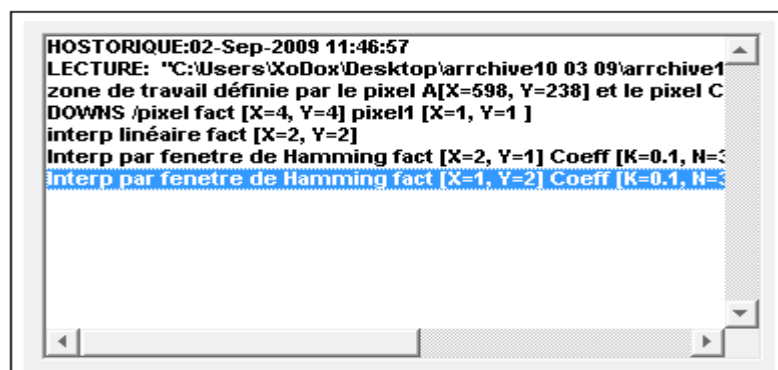 HOSTORIQUE:02-Sep-2009 11:46:57
LECTURE: "C:\Users\XoDox\Desktop\arrchive10 03 09\arrchive1
zone de travail définie par le pixel A[X=598, Y=238] et le pixel C
DOWNS /pixel fact [X=4, Y=4] pixel1 [X=1, Y=1 ]
interp linéaire fact [X=2, Y=2]
Interp par fenetre de Hamming fact [X=2, Y=1] Coeff [K=0.1, N=3
Interp par fenetre de Hamming fact [X=1, Y=2] Coeff [K=0.1, N=3